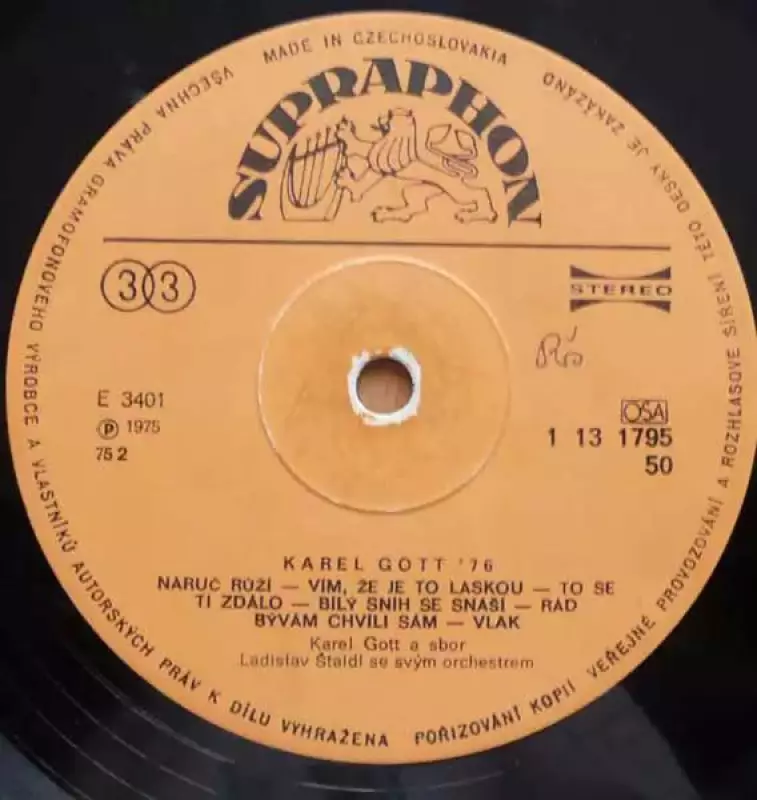 MADE IN CZECHOSLOVAKIA
VŠECHNA PRÁVA GRAMOFONOVÉHO VÝROBCE A VLASTNÍKŮ AUTORSKÝCH PRÁV K DÍLU VYHRAŽENA
POŘIZOVÁNÍ KOPIÍ VEŘEJNÉ PROVOZOVÁNÍ A ROZHLASOVÉ ŠÍŘENÍ TÉTO DESKY JE ZAKÁZÁNO
SUPRAPHON
33
STEREO
E 3401
Ⓟ 1975
75 2
OSA
1 13 1795
50
KAREL GOTT '76
NÁRUČ RŮŽÍ — VÍM, ŽE JE TO LÁSKOU — TO SE
TI ZDÁLO — BÍLÝ SNÍH SE SNÁŠÍ — RÁD
BÝVÁM CHVÍLI SÁM — VLAK
Karel Gott a sbor
Ladislav Štaidl se svým orchestrem